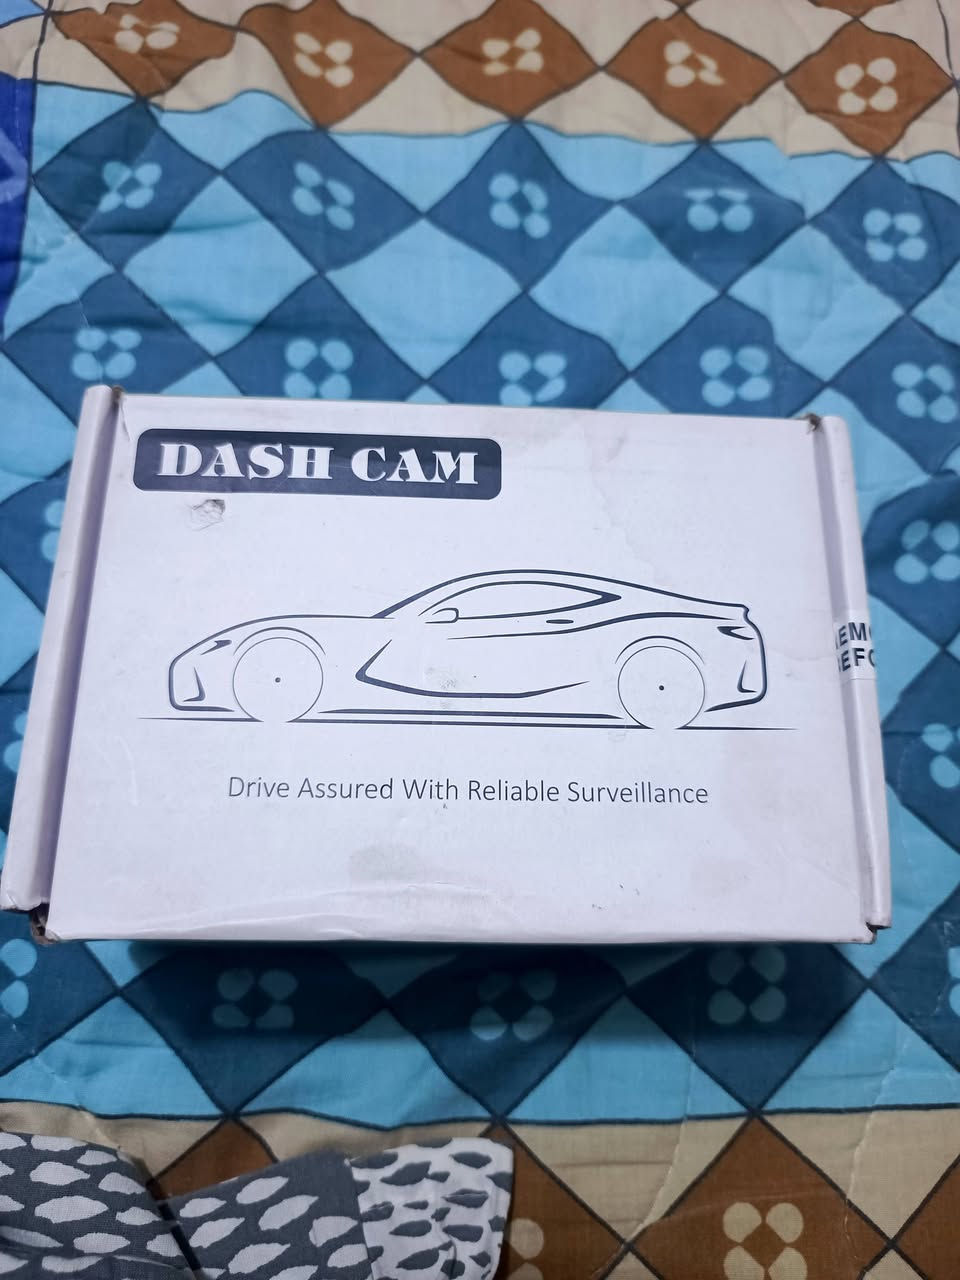 DASH CAM
Drive Assured With Reliable Surveillance